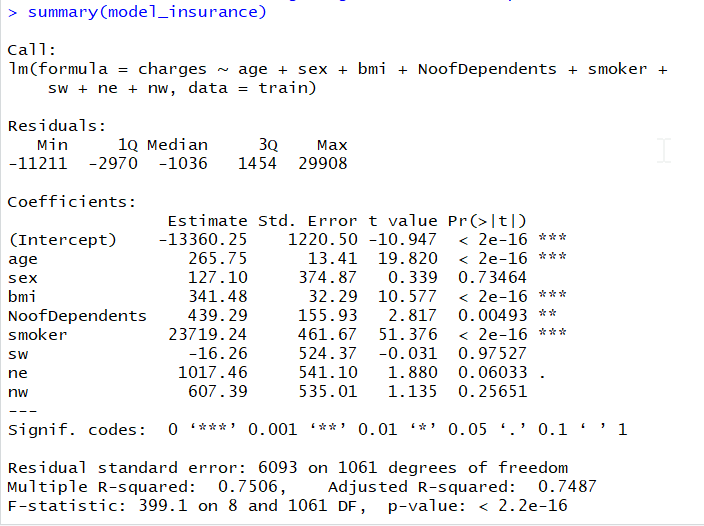 > summary(model_insurance)
Call:
lm(formula = charges ~ age + sex + bmi + NoofDependents + smoker +
    sw + ne + nw, data = train)
Residuals:
   Min     1Q Median     3Q    Max
-11211  -2970  -1036   1454  29908
Coefficients:
                Estimate Std. Error t value Pr(>|t|)
(Intercept)    -13360.25    1220.50 -10.947  < 2e-16 ***
age               265.75      13.41  19.820  < 2e-16 ***
sex               127.10     374.87   0.339  0.73464
bmi               341.48      32.29  10.577  < 2e-16 ***
NoofDependents    439.29     155.93   2.817  0.00493 **
smoker          23719.24     461.67  51.376  < 2e-16 ***
sw                -16.26     524.37  -0.031  0.97527
ne               1017.46     541.10   1.880  0.06033 .
nw                607.39     535.01   1.135  0.25651
---
Signif. codes:  0 ‘***’ 0.001 ‘**’ 0.01 ‘*’ 0.05 ‘.’ 0.1 ‘ ’ 1
Residual standard error: 6093 on 1061 degrees of freedom
Multiple R-squared:  0.7506,    Adjusted R-squared:  0.7487
F-statistic: 399.1 on 8 and 1061 DF,  p-value: < 2.2e-16